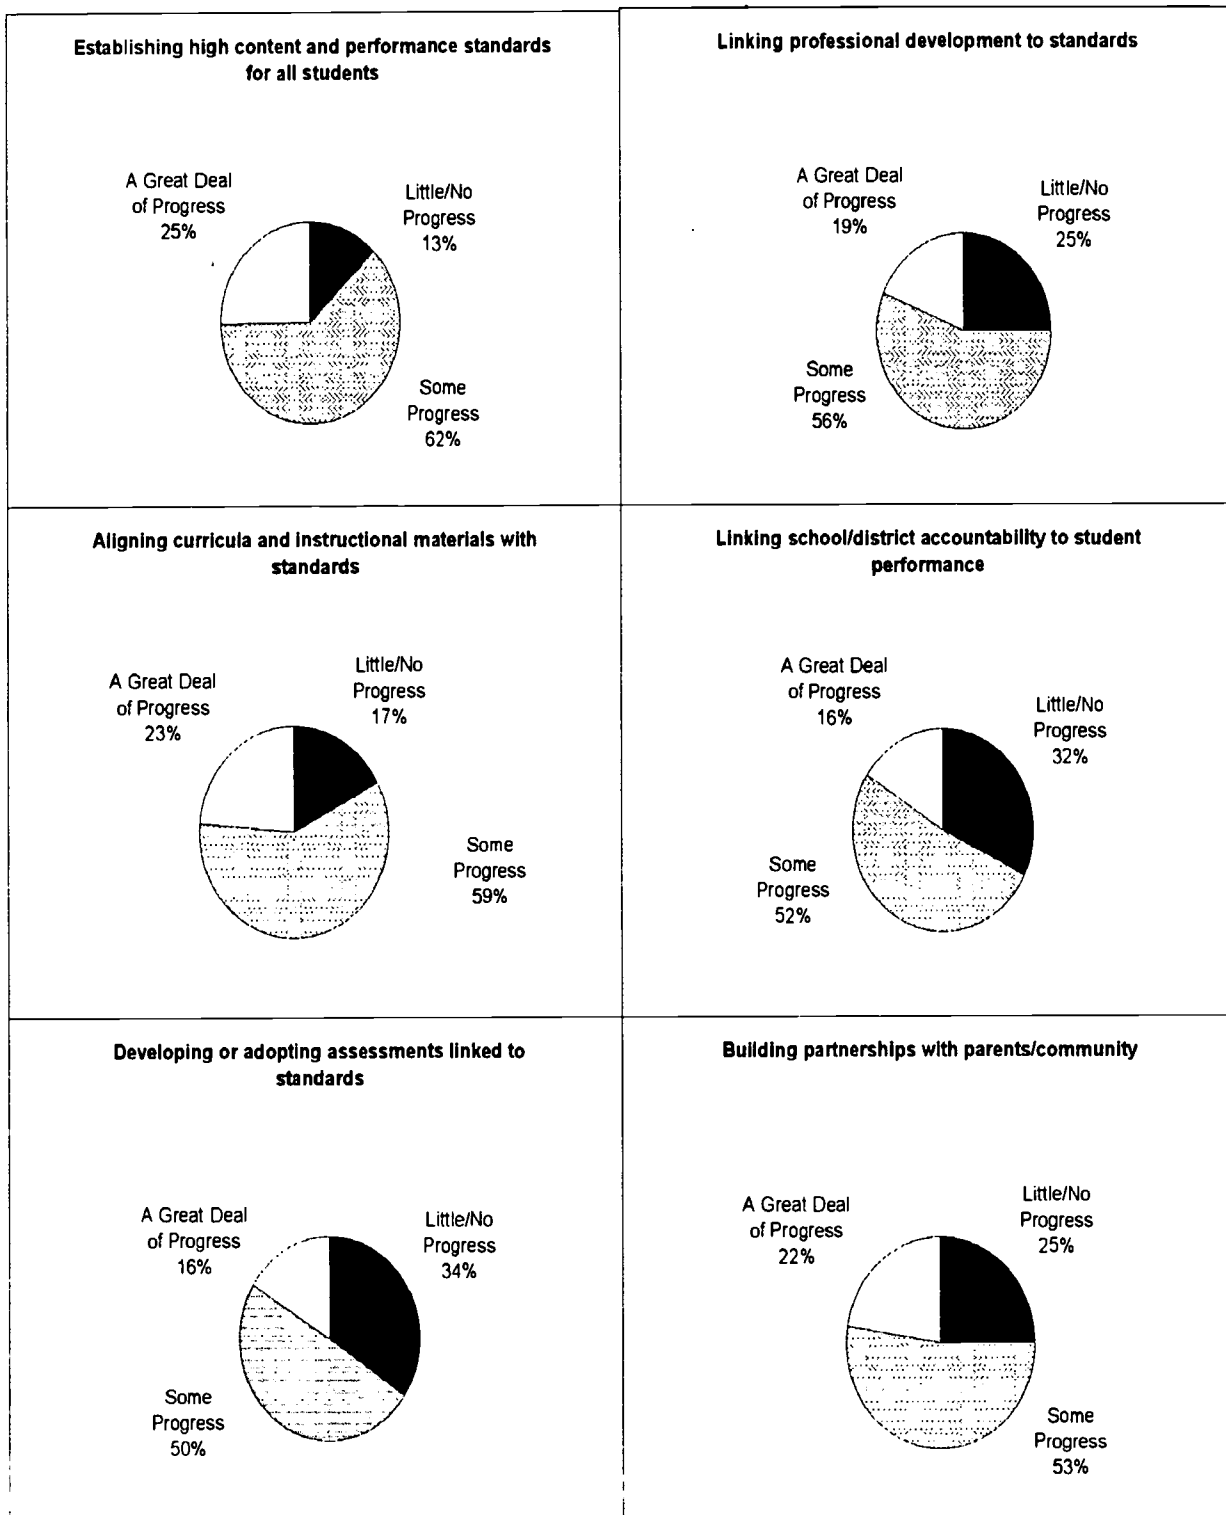 Establishing high content and performance standards
for all students
A Great Deal
of Progress
25%
Little/No
Progress
13%
Some
Progress
62%
Linking professional development to standards
A Great Deal
of Progress
19%
Little/No
Progress
25%
Some
Progress
56%
Aligning curricula and instructional materials with
standards
A Great Deal
of Progress
23%
Little/No
Progress
17%
Some
Progress
59%
Linking school/district accountability to student
performance
A Great Deal
of Progress
16%
Little/No
Progress
32%
Some
Progress
52%
Developing or adopting assessments linked to
standards
A Great Deal
of Progress
16%
Little/No
Progress
34%
Some
Progress
50%
Building partnerships with parents/community
A Great Deal
of Progress
22%
Little/No
Progress
25%
Some
Progress
53%